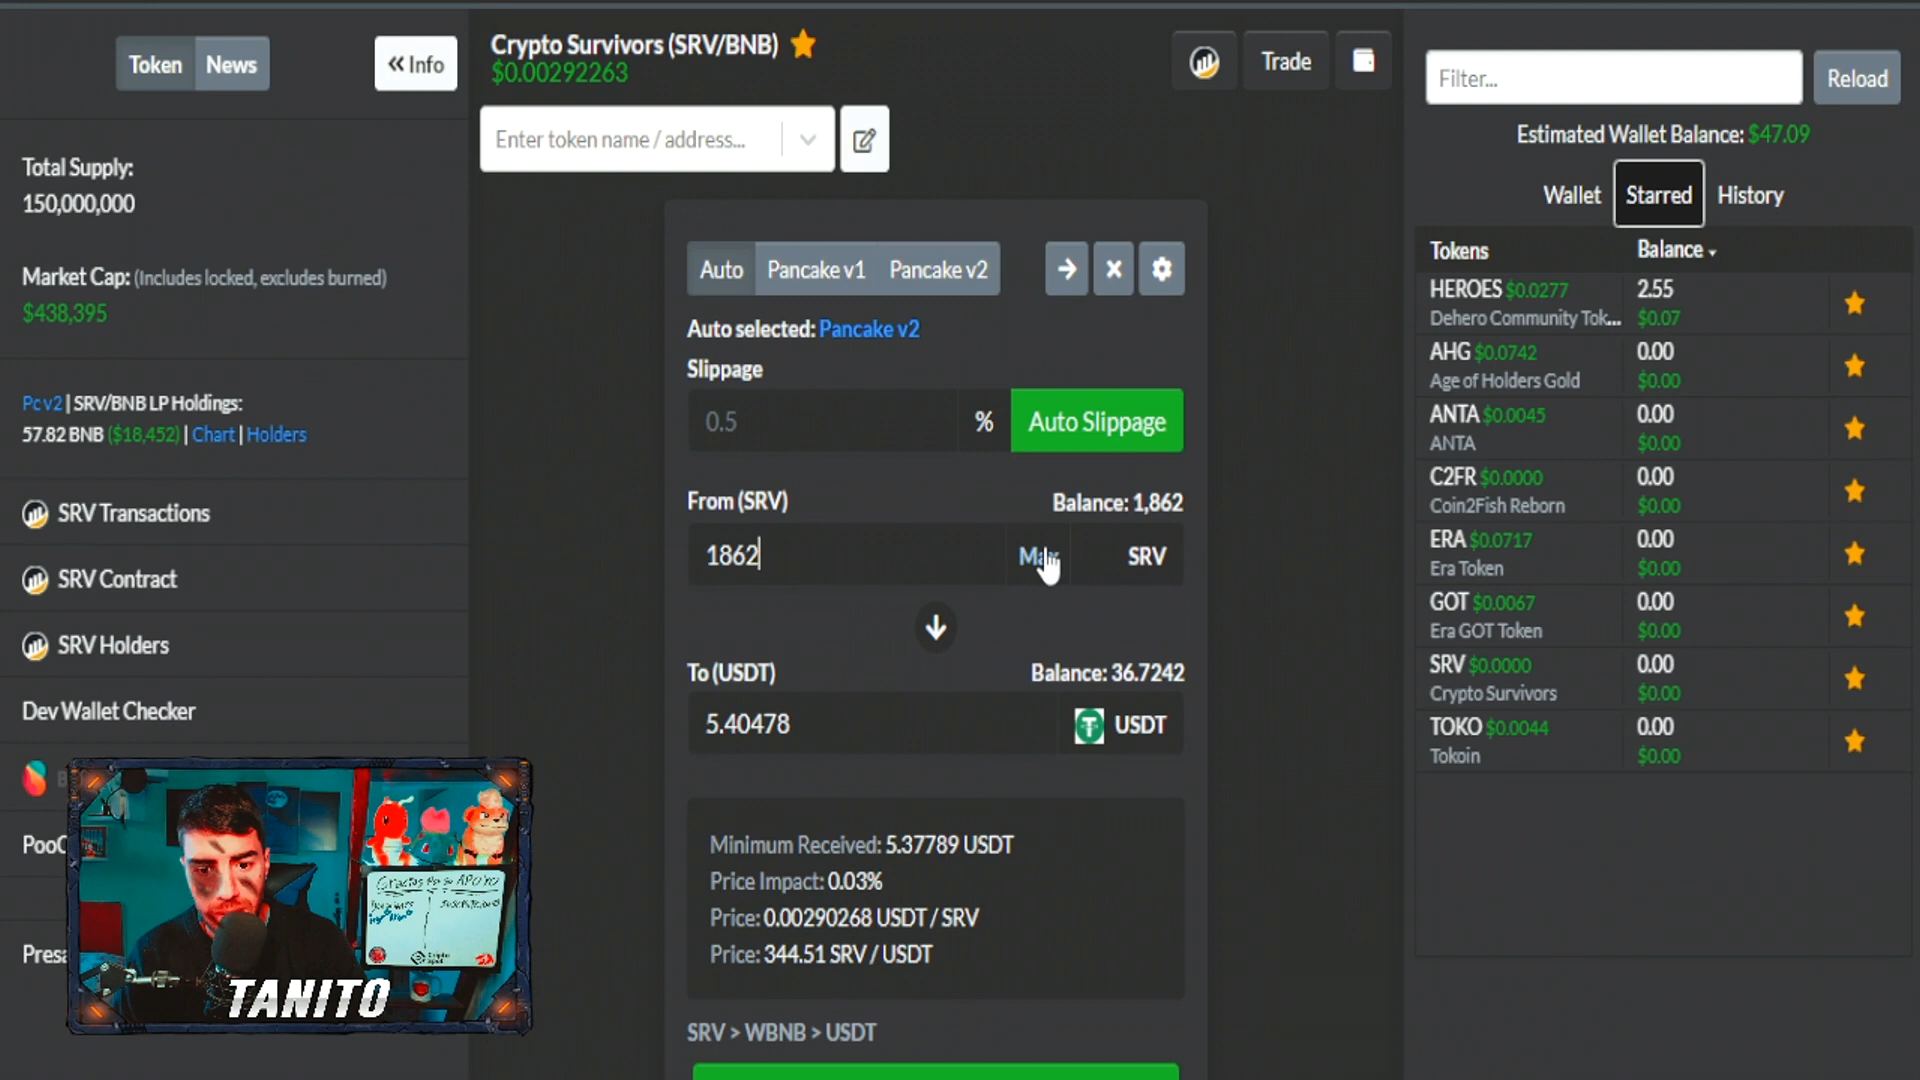 Token
News
« Info
Total Supply:
150,000,000
Market Cap: (Includes locked, excludes burned)
$438,395
Pc v2 | SRV/BNB LP Holdings:
57.82 BNB ($18,452) | Chart | Holders
SRV Transactions
SRV Contract
SRV Holders
Dev Wallet Checker
TANITO
Crypto Survivors (SRV/BNB)
$0.00292263
Trade
Enter token name / address...
Auto
Pancake v1
Pancake v2
Auto selected: Pancake v2
Slippage
0.5
%
Auto Slippage
From (SRV)
Balance: 1,862
1862
SRV
To (USDT)
Balance: 36.7242
5.40478
USDT
Minimum Received: 5.37789 USDT
Price Impact: 0.03%
Price: 0.00290268 USDT / SRV
Price: 344.51 SRV / USDT
SRV > WBNB > USDT
Filter...
Reload
Estimated Wallet Balance: $47.09
Wallet
Starred
History
Tokens
Balance
HEROES $0.0277
2.55
Dehero Community Tok...
$0.07
AHG $0.0742
0.00
Age of Holders Gold
$0.00
ANTA $0.0045
0.00
ANTA
$0.00
C2FR $0.0000
0.00
Coin2Fish Reborn
$0.00
ERA $0.0717
0.00
Era Token
$0.00
GOT $0.0067
0.00
Era GOT Token
$0.00
SRV $0.0000
0.00
Crypto Survivors
$0.00
TOKO $0.0044
0.00
Tokoin
$0.00